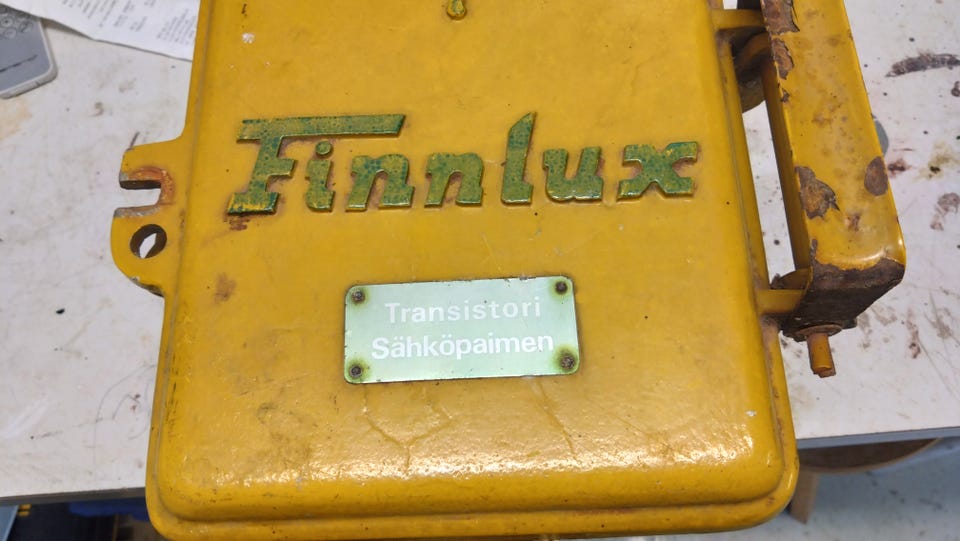 Finnlux
Transistori
Sähköpaimen